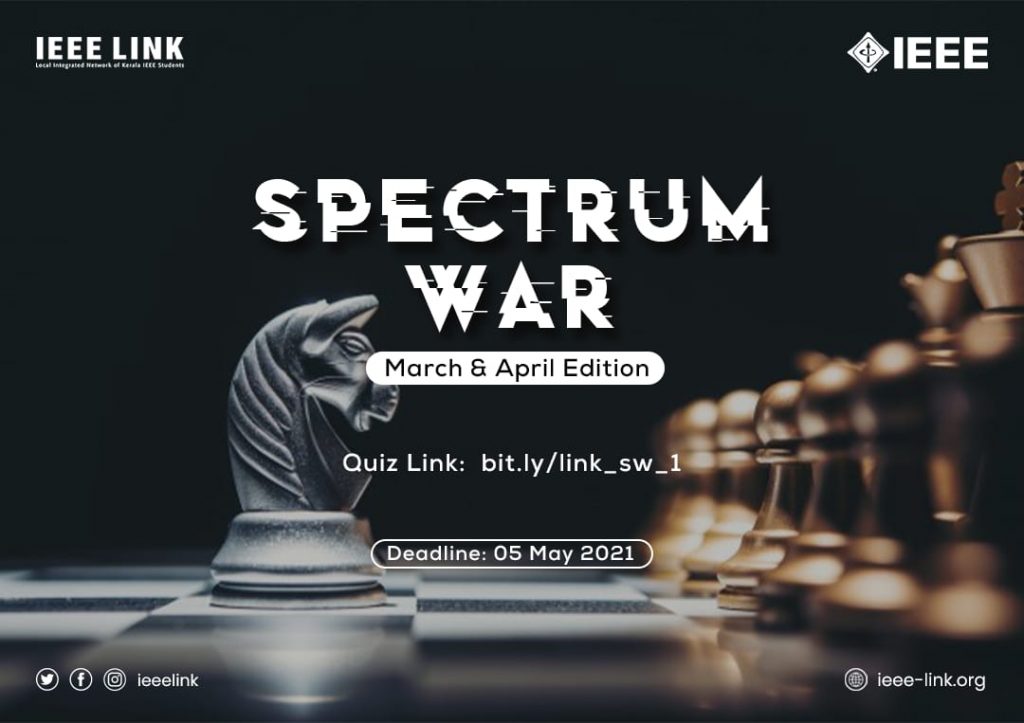 IEEE LINK
Local Integrated Network of Kerala IEEE Students
IEEE
SPECTRUM
WAR
March & April Edition
Quiz Link: bit.ly/link_sw_1
Deadline: 05 May 2021
ieeelink
ieee-link.org